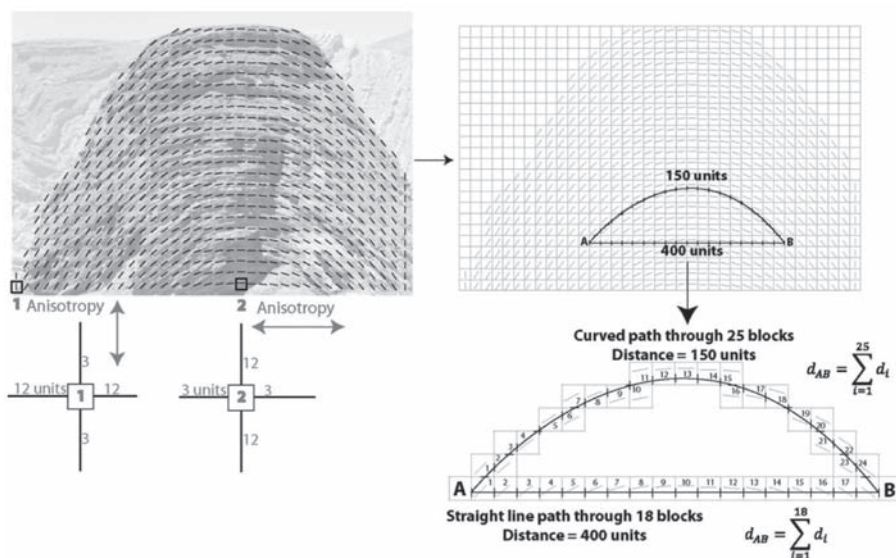 150 units
A
B
400 units
1 Anisotropy
2 Anisotropy
3
12 units
1
12
3
12
3 units
2
3
12
Curved path through 25 blocks
Distance = 150 units
d_AB = ∑_{i=1}^{25} d_i
1 2 3 4 5 6 7 8 9 10 11 12 13 14 15 16 17 18 19 20 21 22 23 24
A
1 2 3 4 5 6 7 8 9 10 11 12 13 14 15 16 17
B
Straight line path through 18 blocks
Distance = 400 units
d_AB = ∑_{i=1}^{18} d_i